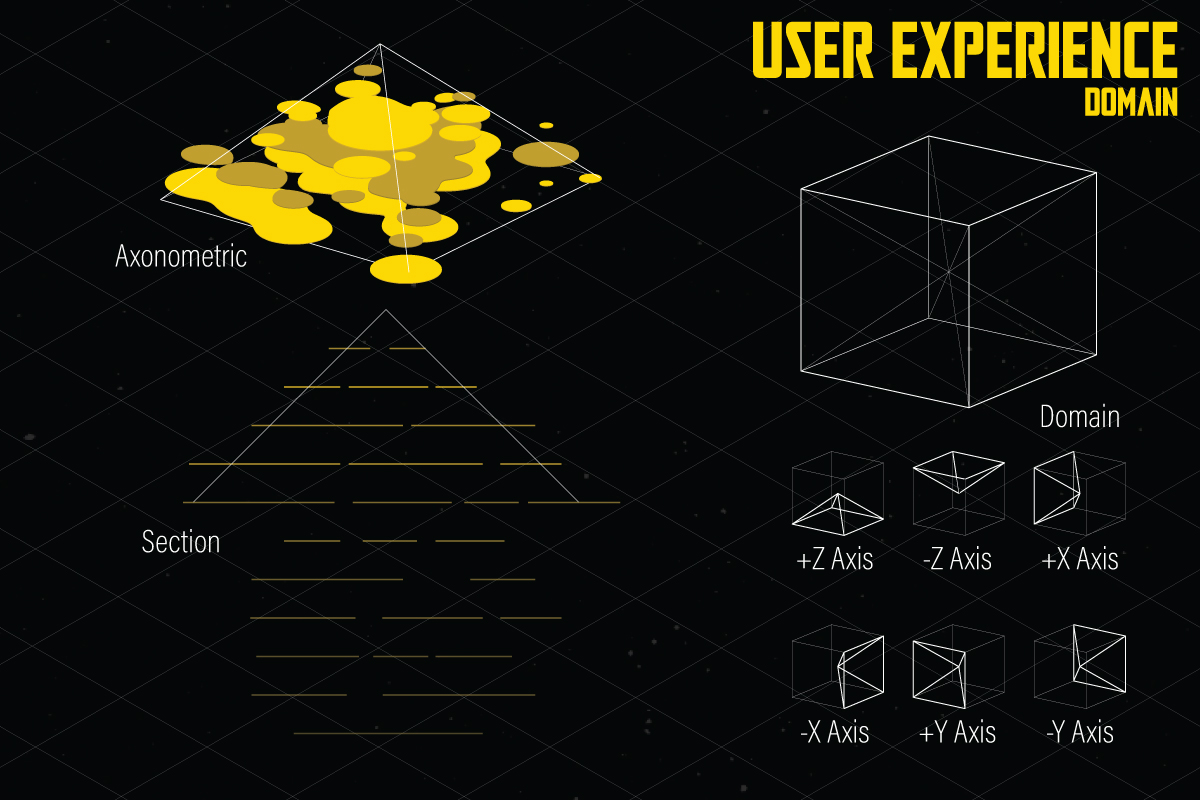 USER EXPERIENCE
DOMAIN
Axonometric
Domain
Section
+Z Axis
-Z Axis
+X Axis
-X Axis
+Y Axis
-Y Axis